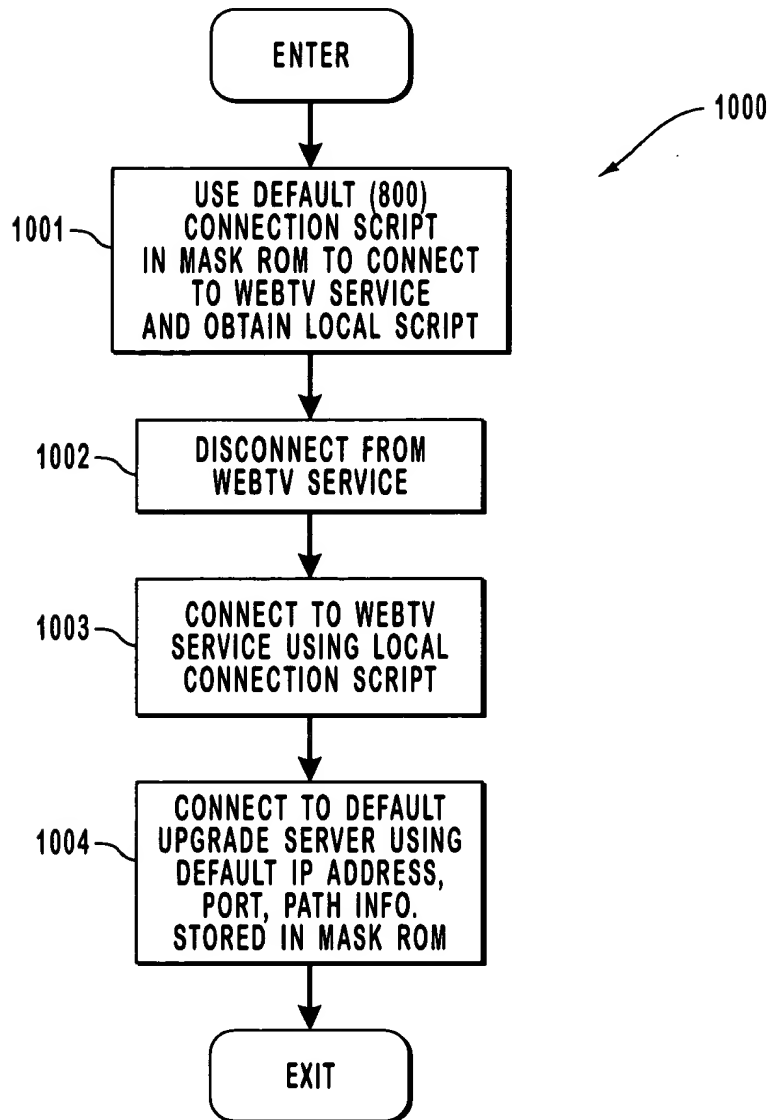 ENTER
1000
1001
USE DEFAULT (800)
CONNECTION SCRIPT
IN MASK ROM TO CONNECT
TO WEBTV SERVICE
AND OBTAIN LOCAL SCRIPT
1002
DISCONNECT FROM
WEBTV SERVICE
1003
CONNECT TO WEBTV
SERVICE USING LOCAL
CONNECTION SCRIPT
1004
CONNECT TO DEFAULT
UPGRADE SERVER USING
DEFAULT IP ADDRESS,
PORT, PATH INFO.
STORED IN MASK ROM
EXIT